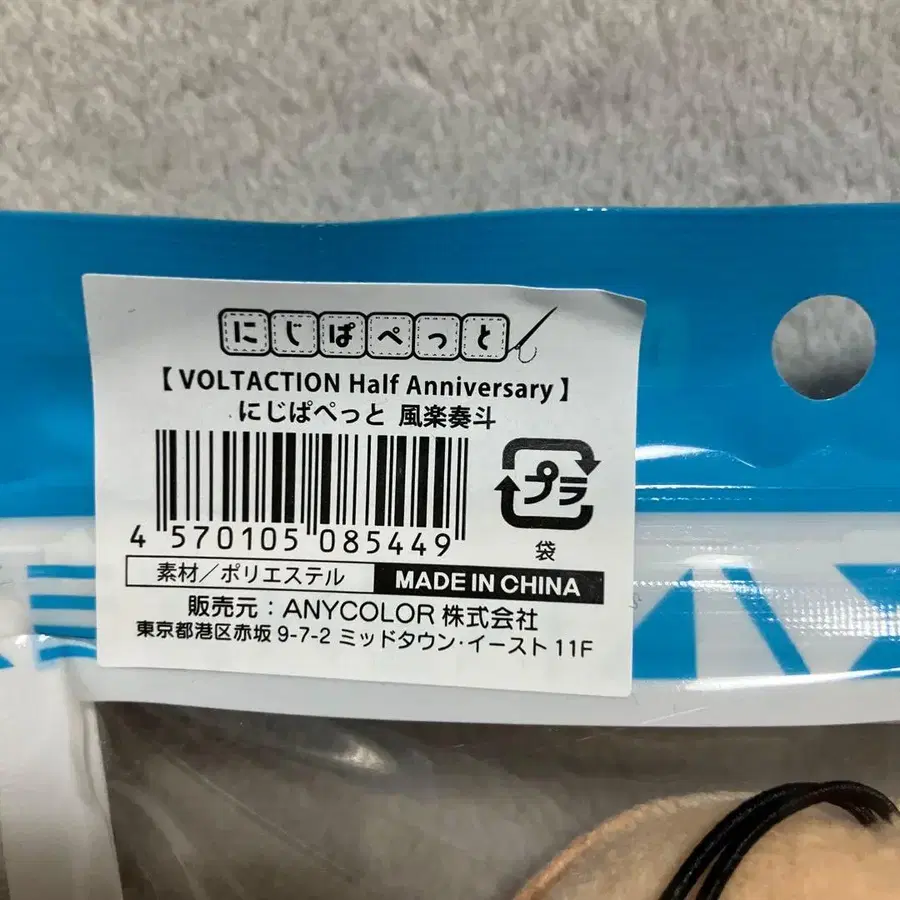 にじぱぺっと
【 VOLTACTION Half Anniversary 】
にじぱぺっと 風楽奏斗
プラ
袋
4 570105 085449
素材／ポリエステル MADE IN CHINA
販売元：ANYCOLOR 株式会社
東京都港区赤坂 9-7-2 ミッドタウン・イースト 11F